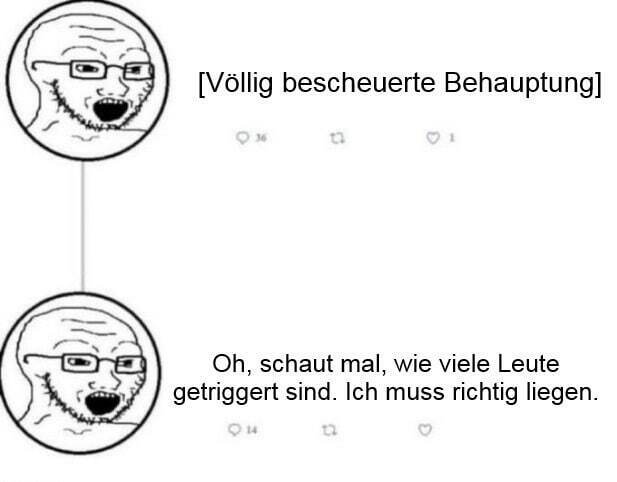 [Völlig bescheuerte Behauptung]
36 1
Oh, schaut mal, wie viele Leute
getriggert sind. Ich muss richtig liegen.
14